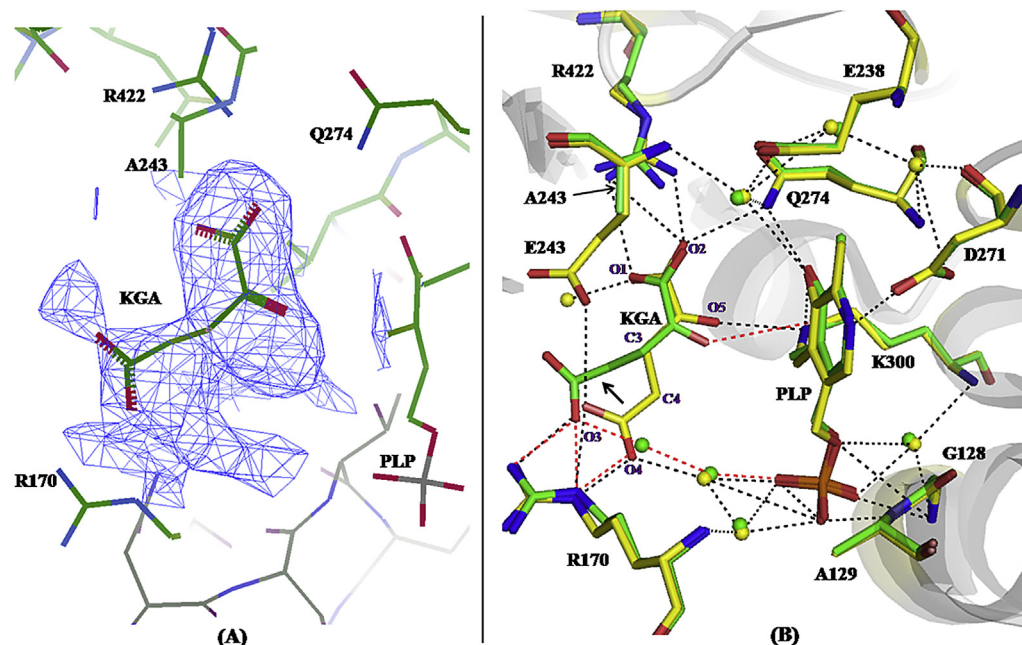 R422
A243
Q274
KGA
R170
PLP
(A)
R422
E238
A243
Q274
E243
D271
O2
O1
KGA
O5
C3
K300
PLP
C4
O3
O4
G128
R170
A129
(B)